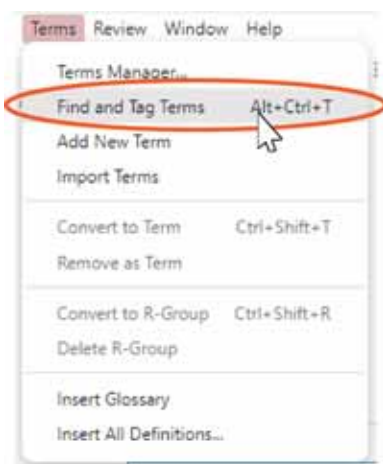 Terms Review Window Help
Terms Manager...
Find and Tag Terms Alt+Ctrl+T
Add New Term
Import Terms
Convert to Term Ctrl+Shift+T
Remove as Term
Convert to R-Group Ctrl+Shift+R
Delete R-Group
Insert Glossary
Insert All Definitions...